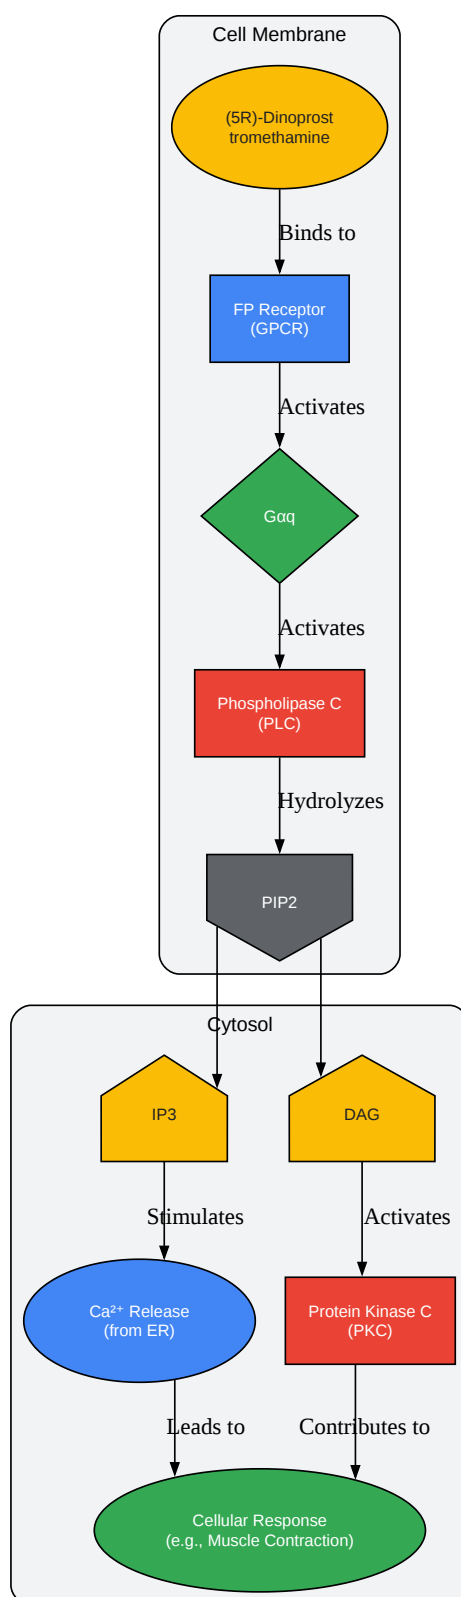 Cell Membrane
(5R)-Dinoprost
tromethamine
Binds to
FP Receptor
(GPCR)
Activates
Gαq
Activates
Phospholipase C
(PLC)
Hydrolyzes
PIP2
Cytosol
IP3
DAG
Stimulates
Activates
Ca²⁺ Release
(from ER)
Protein Kinase C
(PKC)
Leads to
Contributes to
Cellular Response
(e.g., Muscle Contraction)